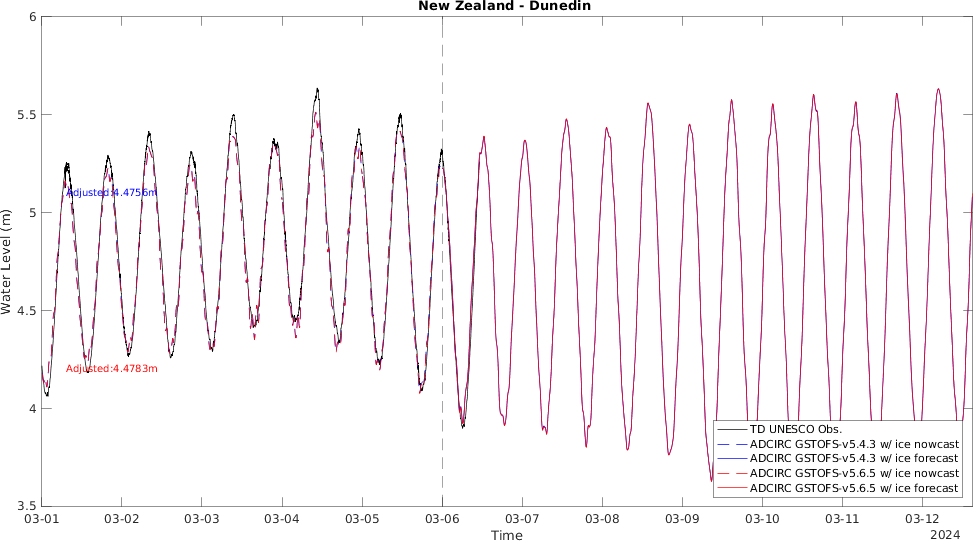 New Zealand - Dunedin
6
5.5
5
4.5
4
3.5
Water Level (m)
Adjusted:4.4756m
Adjusted:4.4783m
TD UNESCO Obs.
ADCIRC GSTOFS-v5.4.3 w/ ice nowcast
ADCIRC GSTOFS-v5.4.3 w/ ice forecast
ADCIRC GSTOFS-v5.6.5 w/ ice nowcast
ADCIRC GSTOFS-v5.6.5 w/ ice forecast
03-01 03-02 03-03 03-04 03-05 03-06 03-07 03-08 03-09 03-10 03-11 03-12
Time
2024